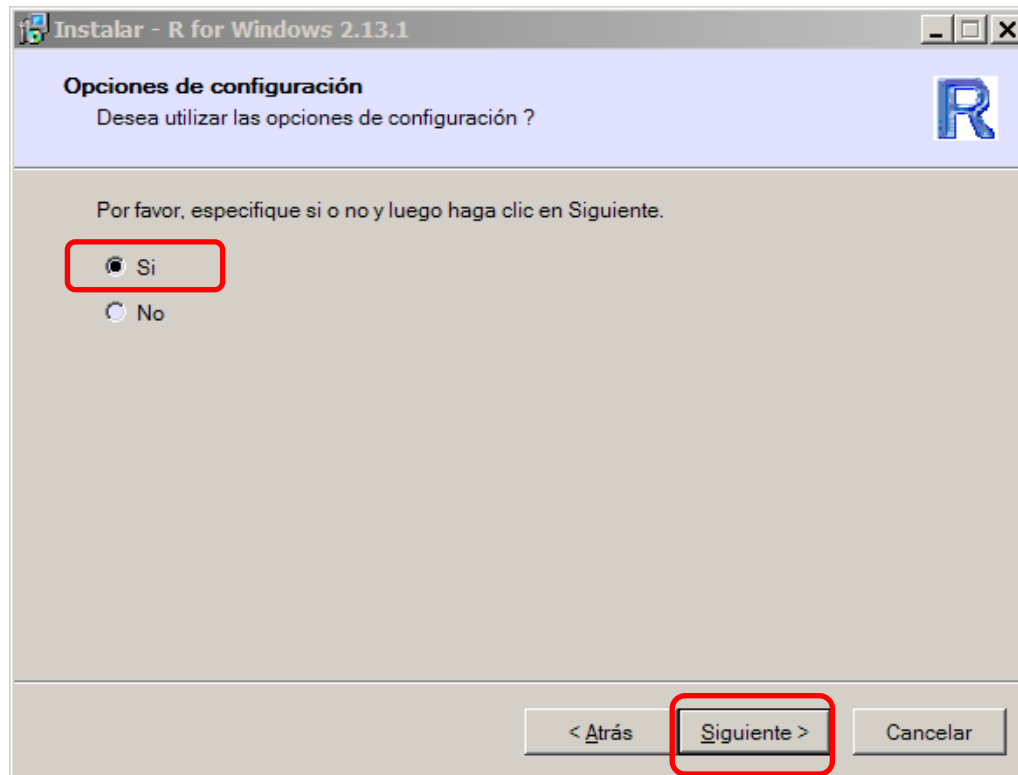 Instalar - R for Windows 2.13.1
Opciones de configuración
Desea utilizar las opciones de configuración ?
R
Por favor, especifique si o no y luego haga clic en Siguiente.
Si
No
< Atrás
Siguiente >
Cancelar